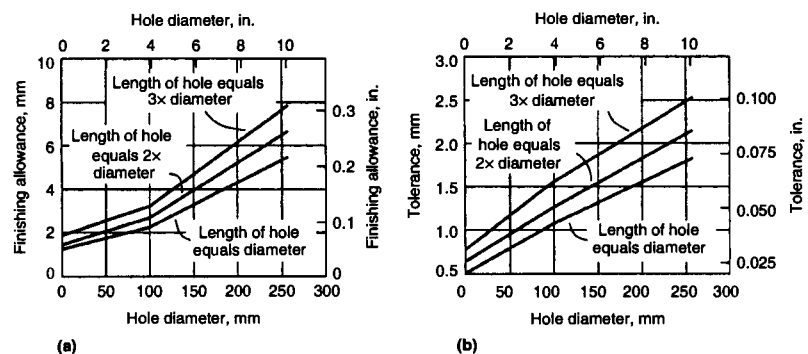 Hole diameter, in.
0 2 4 6 8 10
10
8
6
4
2
0
Finishing allowance, mm
Length of hole equals
3× diameter
Length of hole
equals 2×
diameter
Length of hole
equals diameter
0.3
0.2
0.1
0
Finishing allowance, in.
0 50 100 150 200 250 300
Hole diameter, mm
(a)
Hole diameter, in.
0 2 4 6 8 10
3.0
2.5
2.0
1.5
1.0
0.5
Tolerance, mm
Length of hole equals
3× diameter
Length of
hole equals
2× diameter
Length of hole
equals diameter
0.100
0.075
0.050
0.025
Tolerance, in.
0 50 100 150 200 250 300
Hole diameter, mm
(b)